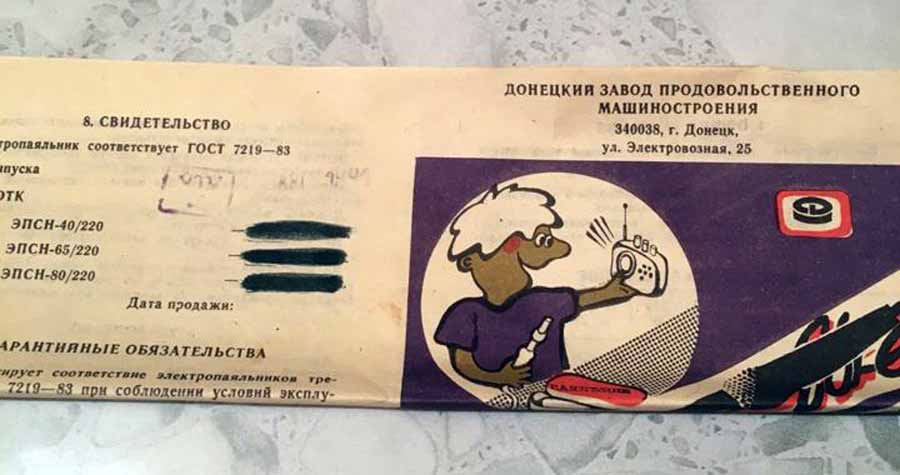 8. СВИДЕТЕЛЬСТВО
тропаяльник соответствует ГОСТ 7219—83
пуска
ОТК
ЭПСН-40/220
ЭПСН-65/220
ЭПСН-80/220
Дата продажи:
АРАНТИЙНЫЕ ОБЯЗАТЕЛЬСТВА
ирует соответствие электропаяльников тре-
7219—83 при соблюдении условий эксплу-
ДОНЕЦКИЙ ЗАВОД ПРОДОВОЛЬСТВЕННОГО
МАШИНОСТРОЕНИЯ
340038, г. Донецк,
ул. Электровозная, 25